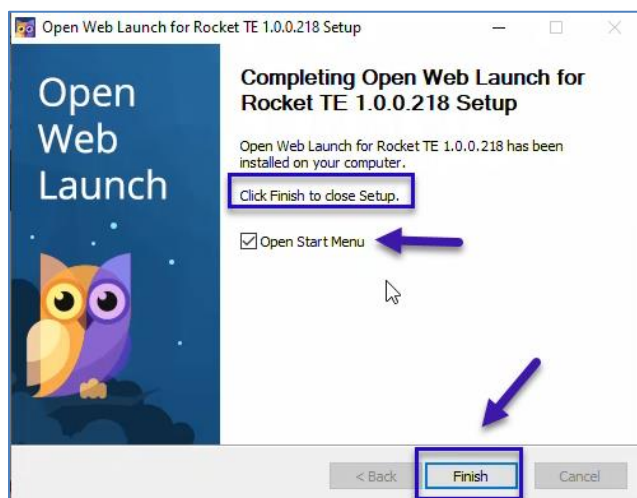 Open Web Launch for Rocket TE 1.0.0.218 Setup
Open
Web
Launch
Completing Open Web Launch for
Rocket TE 1.0.0.218 Setup
Open Web Launch for Rocket TE 1.0.0.218 has been
installed on your computer.
Click Finish to close Setup.
Open Start Menu
< Back
Finish
Cancel